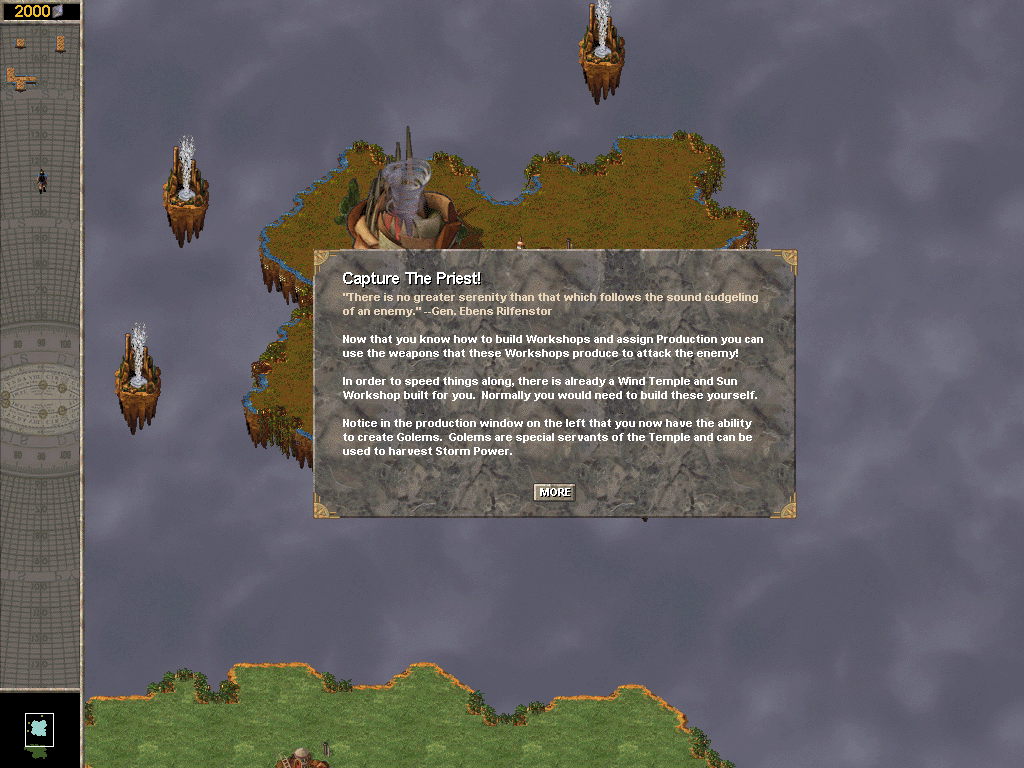 2000
Capture The Priest!
"There is no greater serenity than that which follows the sound cudgeling
of an enemy." --Gen. Ebens Rilfenstor
Now that you know how to build Workshops and assign Production you can
use the weapons that these Workshops produce to attack the enemy!
In order to speed things along, there is already a Wind Temple and Sun
Workshop built for you. Normally you would need to build these yourself.
Notice in the production window on the left that you now have the ability
to create Golems. Golems are special servants of the Temple and can be
used to harvest Storm Power.
MORE